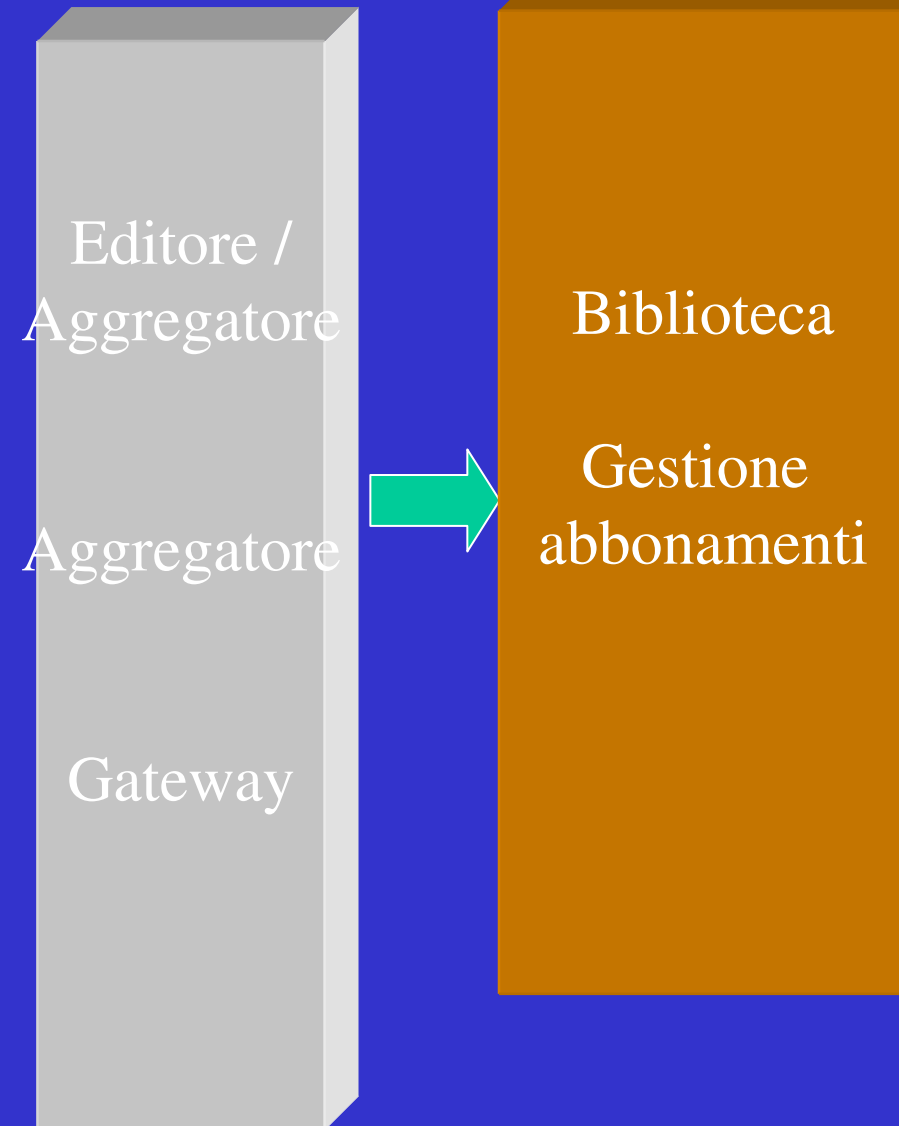 Editore /
Aggregatore
Aggregatore
Gateway
Biblioteca
Gestione
abbonamenti